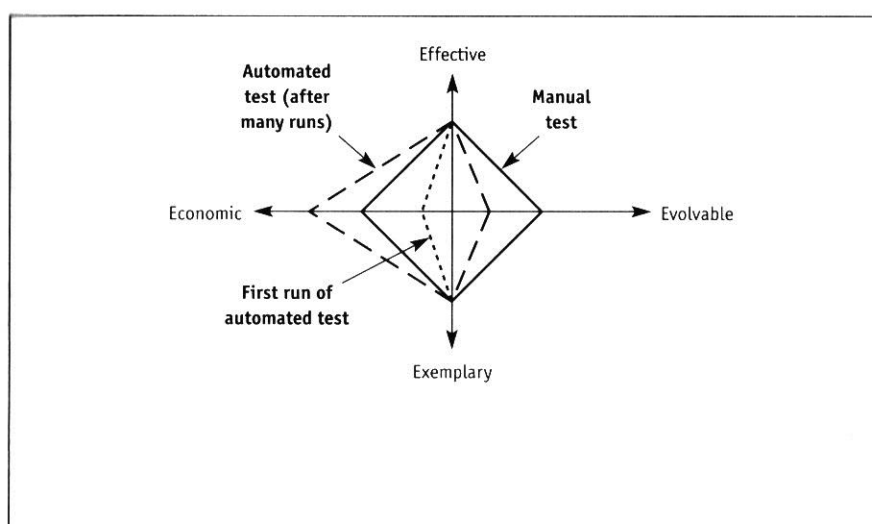 Effective
Automated
test (after
many runs)
Manual
test
Economic
Evolvable
First run of
automated test
Exemplary